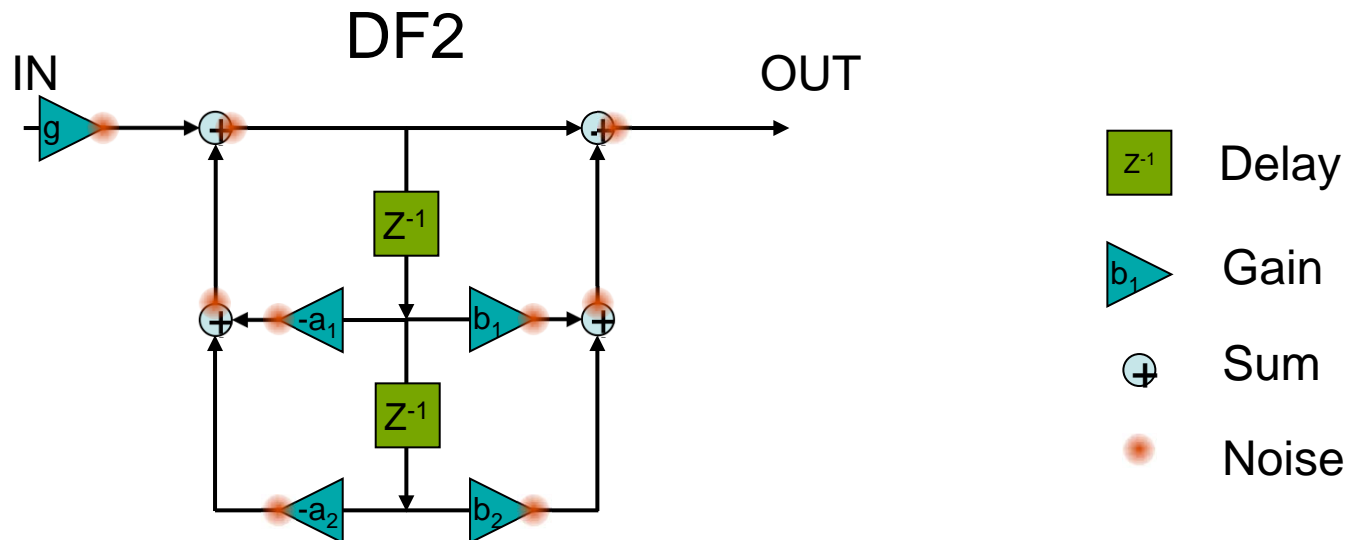 DF2
IN
OUT
g
+
+
Z⁻¹
Delay
Z⁻¹
b₁
Gain
+
-a₁
b₁
+
+
Sum
Z⁻¹
Noise
-a₂
b₂